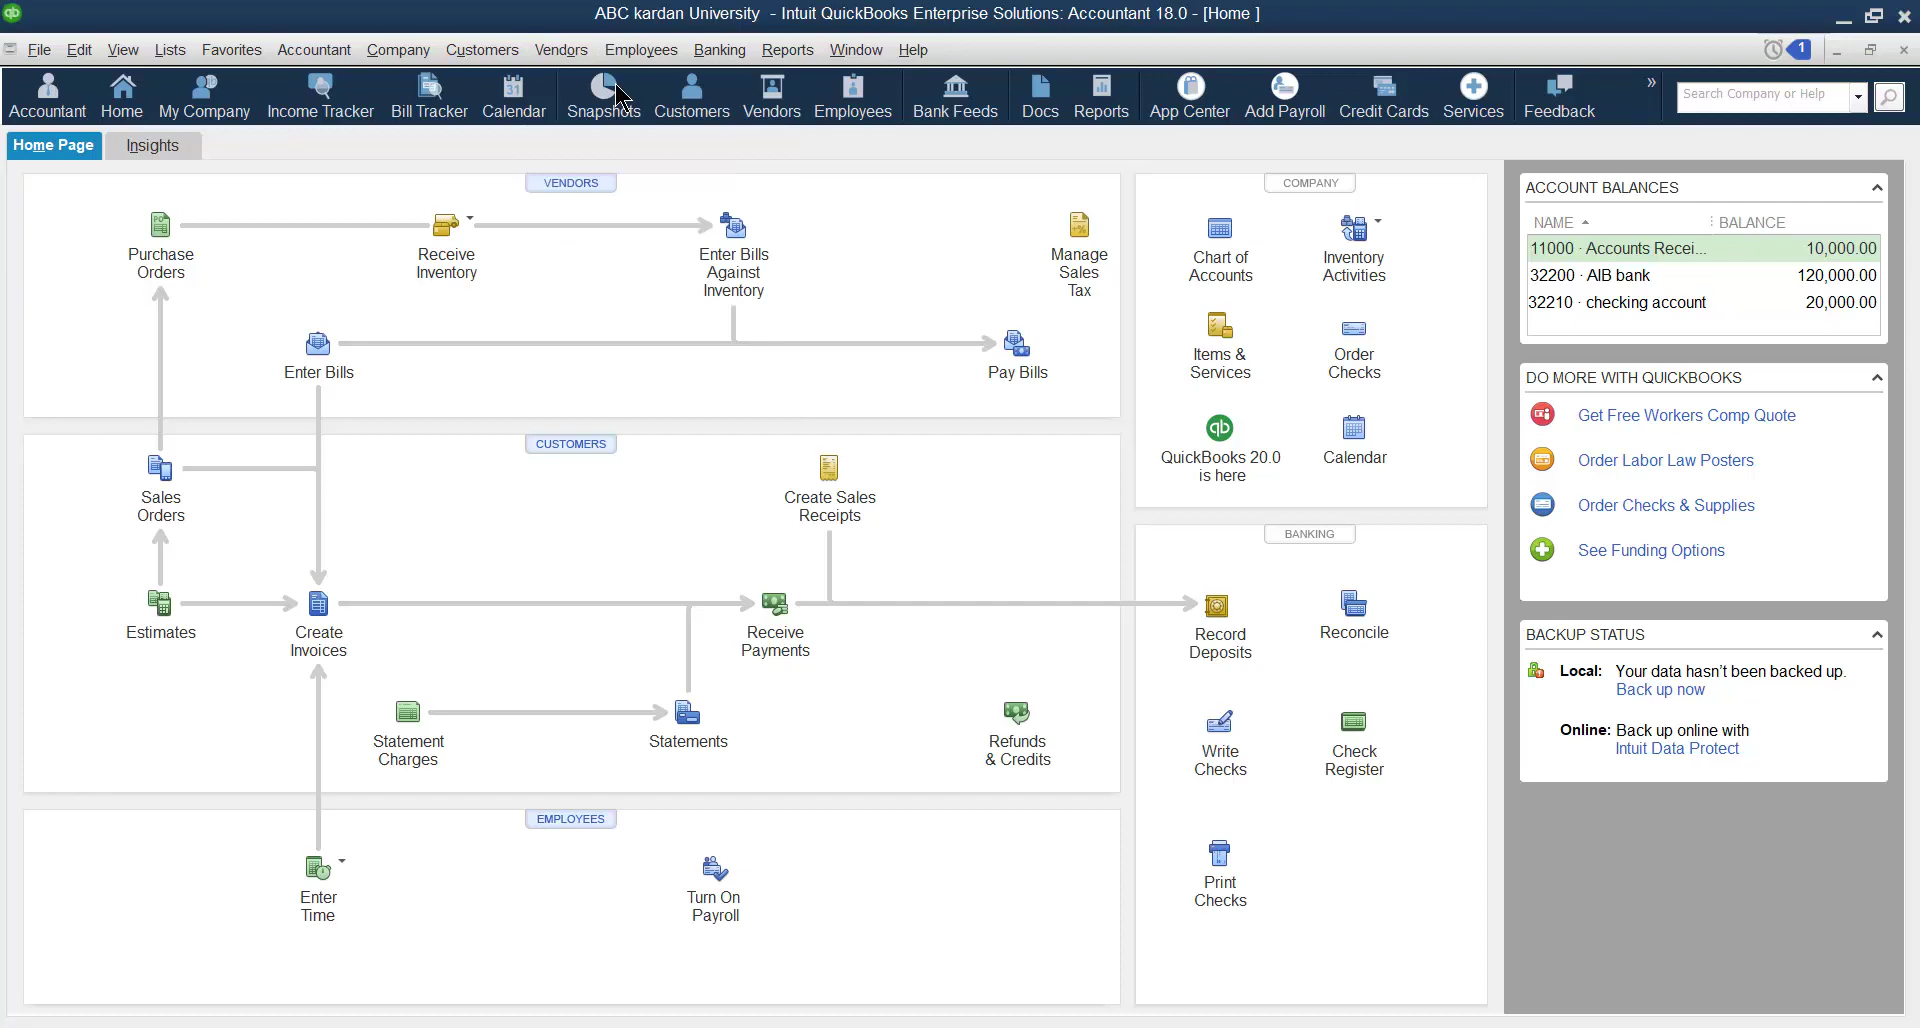 ABC kardan University - Intuit QuickBooks Enterprise Solutions: Accountant 18.0 - [Home ]
File Edit View Lists Favorites Accountant Company Customers Vendors Employees Banking Reports Window Help
1
Accountant Home My Company Income Tracker Bill Tracker Calendar Snapshots Customers Vendors Employees Bank Feeds Docs Reports App Center Add Payroll Credit Cards Services Feedback
» Search Company or Help
Home Page Insights
VENDORS
Purchase
Orders
Receive
Inventory
Enter Bills
Against
Inventory
Manage
Sales
Tax
Enter Bills
Pay Bills
CUSTOMERS
Sales
Orders
Create Sales
Receipts
Estimates
Create
Invoices
Receive
Payments
Statement
Charges
Statements
Refunds
& Credits
EMPLOYEES
Enter
Time
Turn On
Payroll
COMPANY
Chart of
Accounts
Inventory
Activities
Items &
Services
Order
Checks
qb
QuickBooks 20.0
is here
Calendar
BANKING
Record
Deposits
Reconcile
Write
Checks
Check
Register
Print
Checks
ACCOUNT BALANCES
NAME BALANCE
11000 · Accounts Recei... 10,000.00
32200 · AIB bank 120,000.00
32210 · checking account 20,000.00
DO MORE WITH QUICKBOOKS
Get Free Workers Comp Quote
Order Labor Law Posters
Order Checks & Supplies
See Funding Options
BACKUP STATUS
Local: Your data hasn't been backed up.
Back up now
Online: Back up online with
Intuit Data Protect